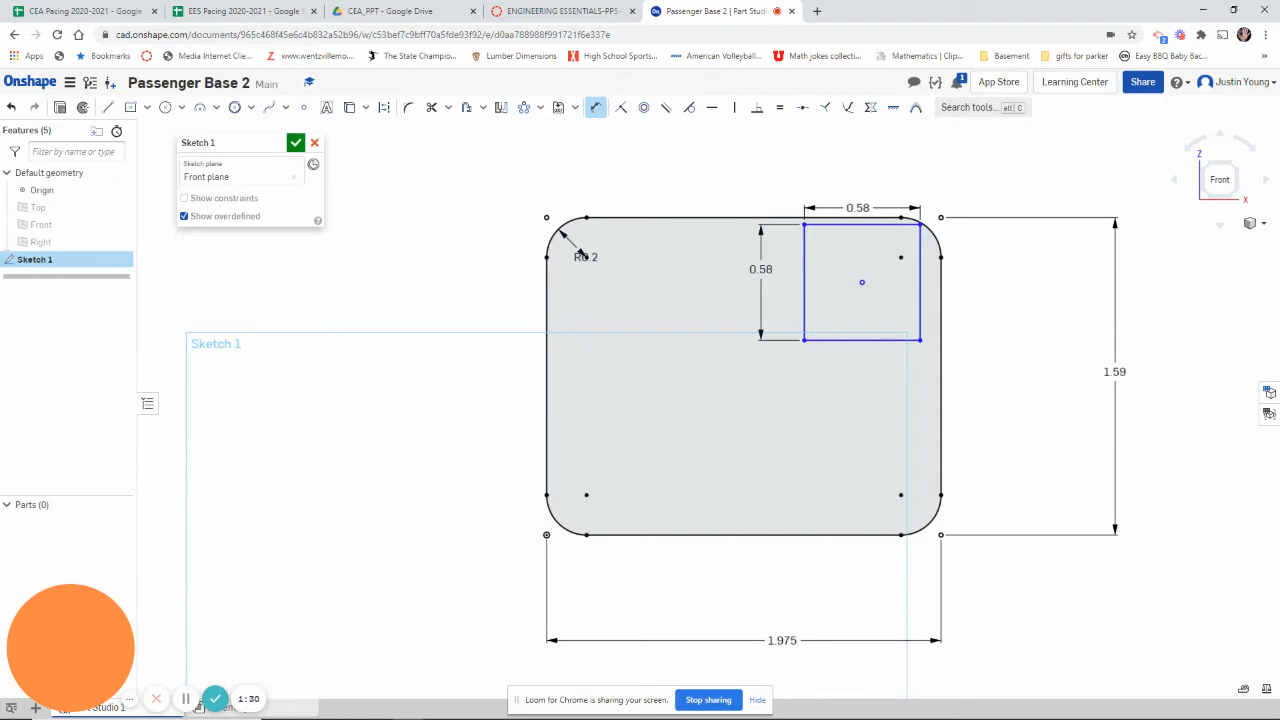 CEA Pacing 2020-2021 - Google S
EES Pacing 2020-2021 - Google S
CEA_PPT - Google Drive
ENGINEERING ESSENTIALS-PPS-
Passenger Base 2 | Part Studio
cad.onshape.com/documents/965c468f45e6c4b832a52b96/w/c53bef7c9bff70a5fde93f92/e/d0aa788988f991721f6e337e
Apps
Bookmarks
Media Internet Clie...
www.wentzvillemo...
The State Champio...
Lumber Dimension...
High School Sports...
American Volleyball...
Math jokes collecti...
Mathematics | Clip...
Basement
gifts for parker
Easy BBQ Baby Bac...
Onshape
Passenger Base 2 Main
1
App Store
Learning Center
Share
Justin Young
Search tools... alt C
Features (5)
Filter by name or type
Default geometry
Origin
Top
Front
Right
Sketch 1
Parts (0)
Sketch 1
Sketch plane
Front plane
Show constraints
Show overdefined
0.58
0.58
R0.2
Sketch 1
1.59
1.975
Z
Front
X
1:30
Loom for Chrome is sharing your screen.
Stop sharing
Hide